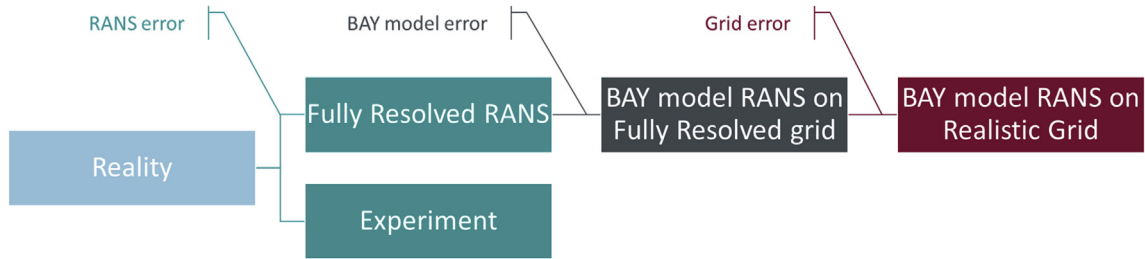 RANS error
BAY model error
Grid error
Fully Resolved RANS
BAY model RANS on
Fully Resolved grid
BAY model RANS on
Realistic Grid
Reality
Experiment